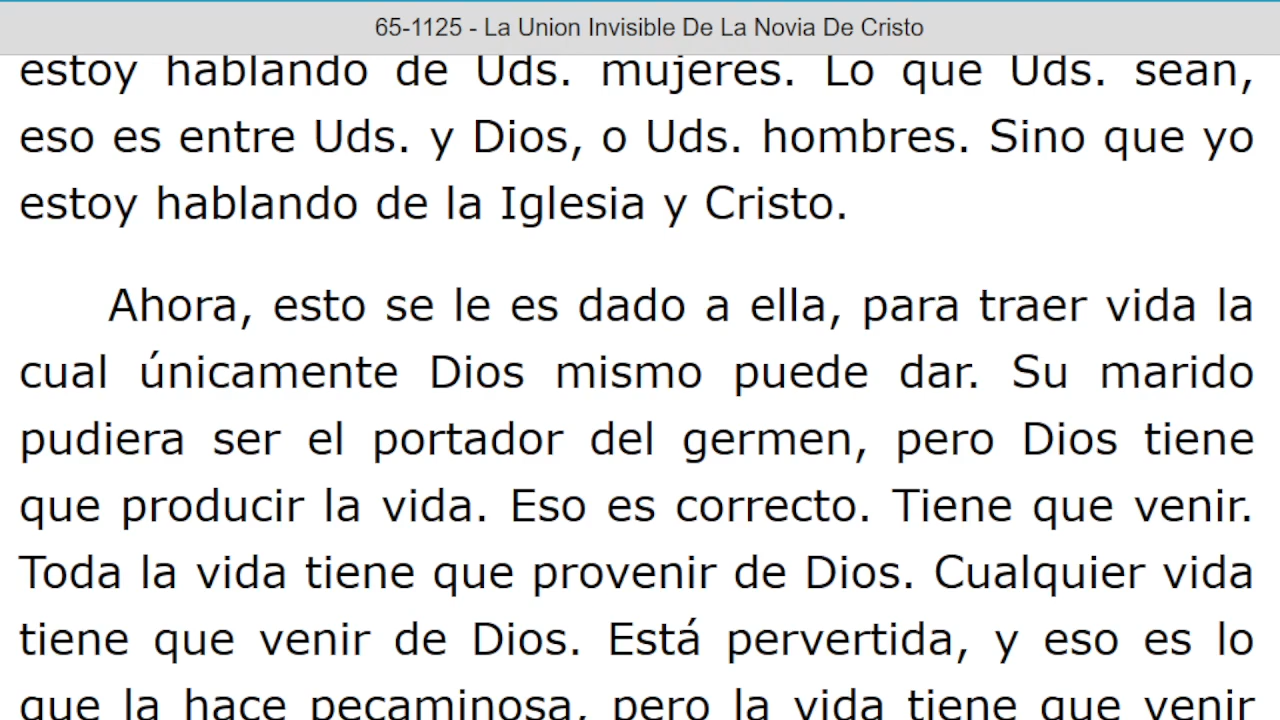 65-1125 - La Union Invisible De La Novia De Cristo
estoy hablando de Uds. mujeres. Lo que Uds. sean,
eso es entre Uds. y Dios, o Uds. hombres. Sino que yo
estoy hablando de la Iglesia y Cristo.
Ahora, esto se le es dado a ella, para traer vida la
cual únicamente Dios mismo puede dar. Su marido
pudiera ser el portador del germen, pero Dios tiene
que producir la vida. Eso es correcto. Tiene que venir.
Toda la vida tiene que provenir de Dios. Cualquier vida
tiene que venir de Dios. Está pervertida, y eso es lo
que la hace pecaminosa, pero la vida tiene que venir